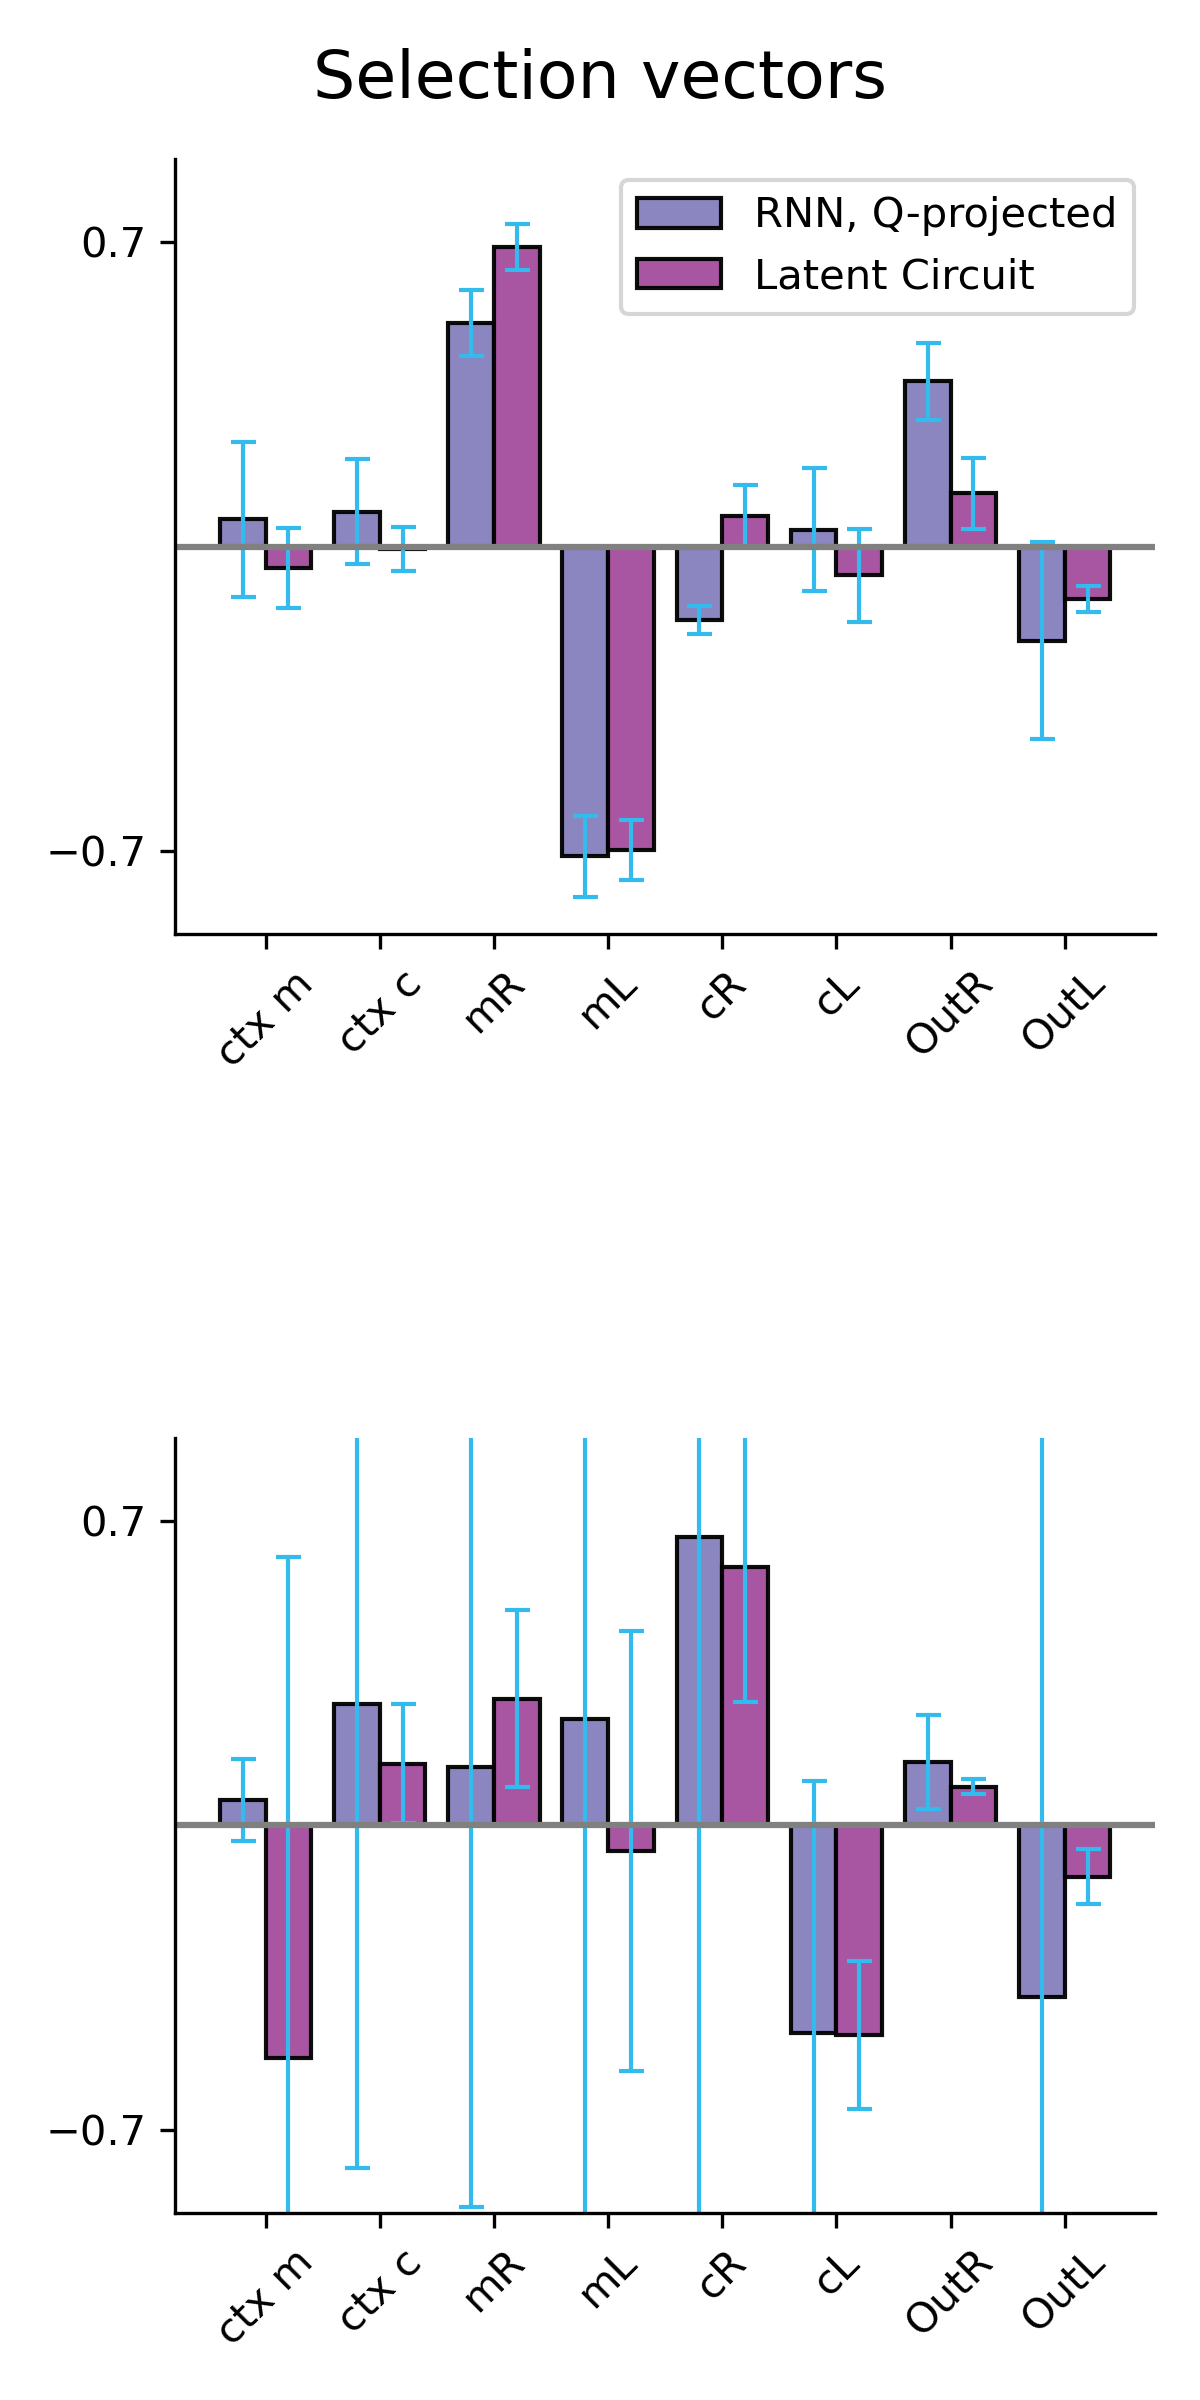 Selection vectors
RNN, Q-projected
Latent Circuit
0.7
−0.7
ctx m
ctx c
mR
mL
cR
cL
OutR
OutL
0.7
−0.7
ctx m
ctx c
mR
mL
cR
cL
OutR
OutL